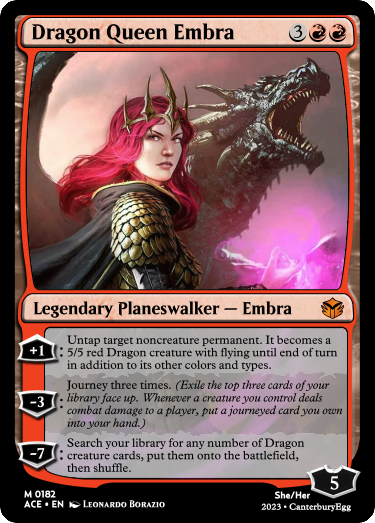 Dragon Queen Embra 3
Legendary Planeswalker — Embra
+1: Untap target noncreature permanent. It becomes a
5/5 red Dragon creature with flying until end of turn
in addition to its other colors and types.
-3: Journey three times. (Exile the top three cards of your
library face up. Whenever a creature you control deals
combat damage to a player, put a journeyed card you own
into your hand.)
-7: Search your library for any number of Dragon
creature cards, put them onto the battlefield,
then shuffle.
5
M 0182
ACE • EN Leonardo Borazio
She/Her
2023 • CanterburyEgg